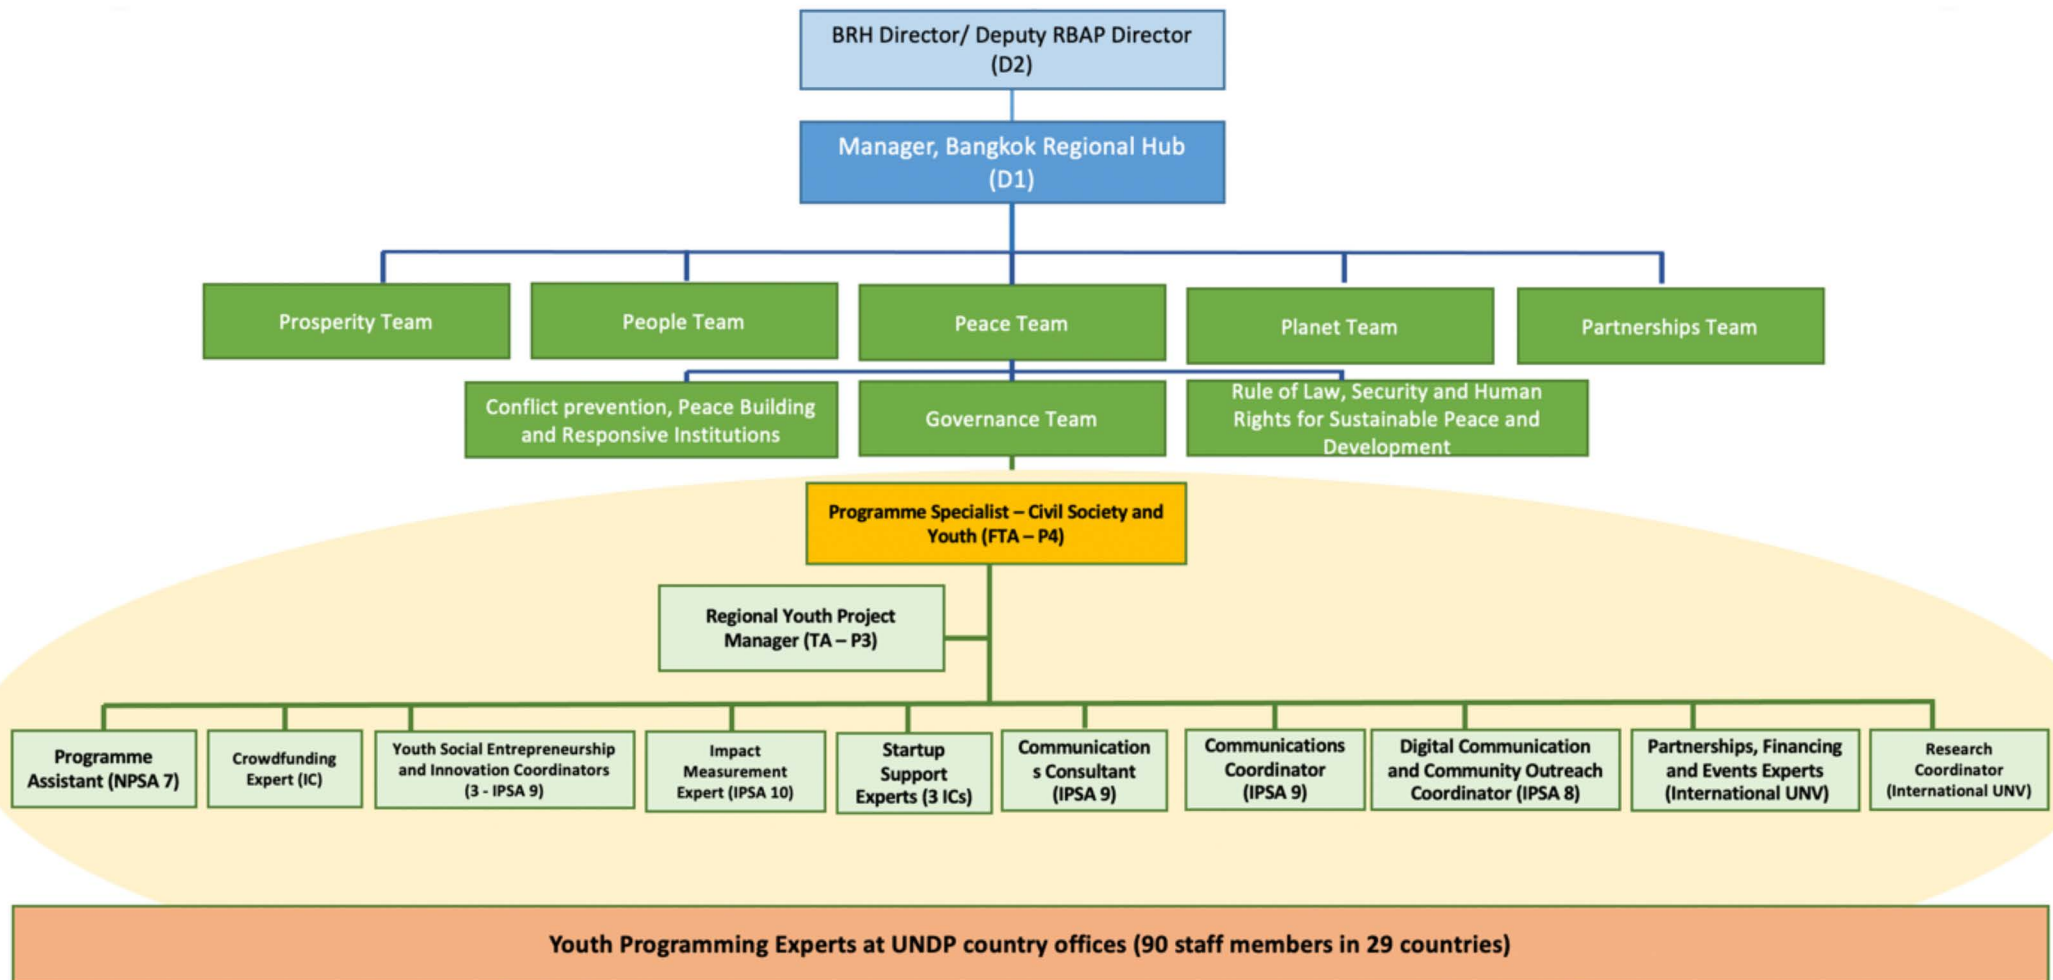 BRH Director/ Deputy RBAP Director
(D2)
Manager, Bangkok Regional Hub
(D1)
Prosperity Team
People Team
Peace Team
Planet Team
Partnerships Team
Conflict prevention, Peace Building
and Responsive Institutions
Governance Team
Rule of Law, Security and Human
Rights for Sustainable Peace and
Development
Programme Specialist – Civil Society and
Youth (FTA – P4)
Regional Youth Project
Manager (TA – P3)
Programme
Assistant (NPSA 7)
Crowdfunding
Expert (IC)
Youth Social Entrepreneurship
and Innovation Coordinators
(3 - IPSA 9)
Impact
Measurement
Expert (IPSA 10)
Startup
Support
Experts (3 ICs)
Communication
s Consultant
(IPSA 9)
Communications
Coordinator
(IPSA 9)
Digital Communication
and Community Outreach
Coordinator (IPSA 8)
Partnerships, Financing
and Events Experts
(International UNV)
Research
Coordinator
(International UNV)
Youth Programming Experts at UNDP country offices (90 staff members in 29 countries)